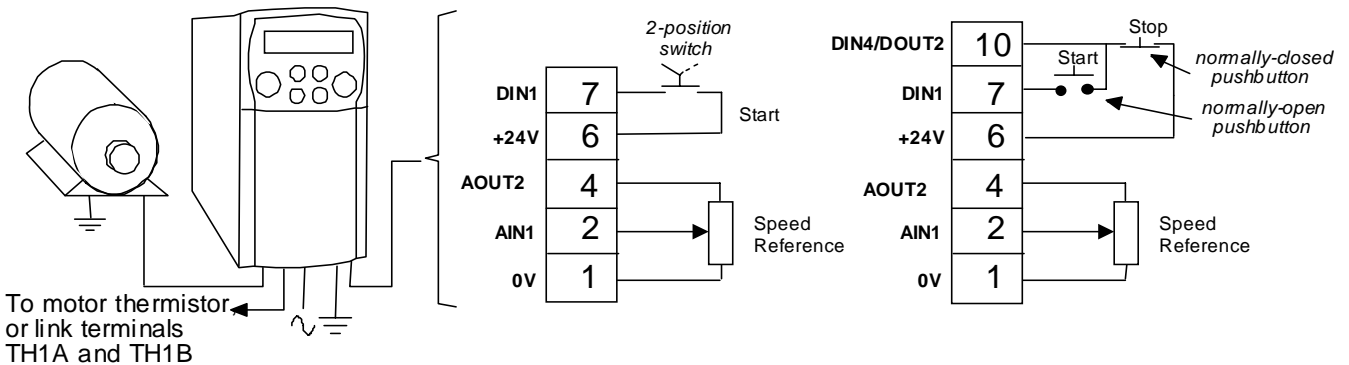 To motor thermistor
or link terminals
TH1A and TH1B
2-position
switch
DIN1 7
+24V 6
Start
AOUT2 4
AIN1 2
0V 1
Speed
Reference
DIN4/DOUT2 10
Stop
normally-closed
pushbutton
Start
DIN1 7
normally-open
pushbutton
+24V 6
AOUT2 4
AIN1 2
0V 1
Speed
Reference